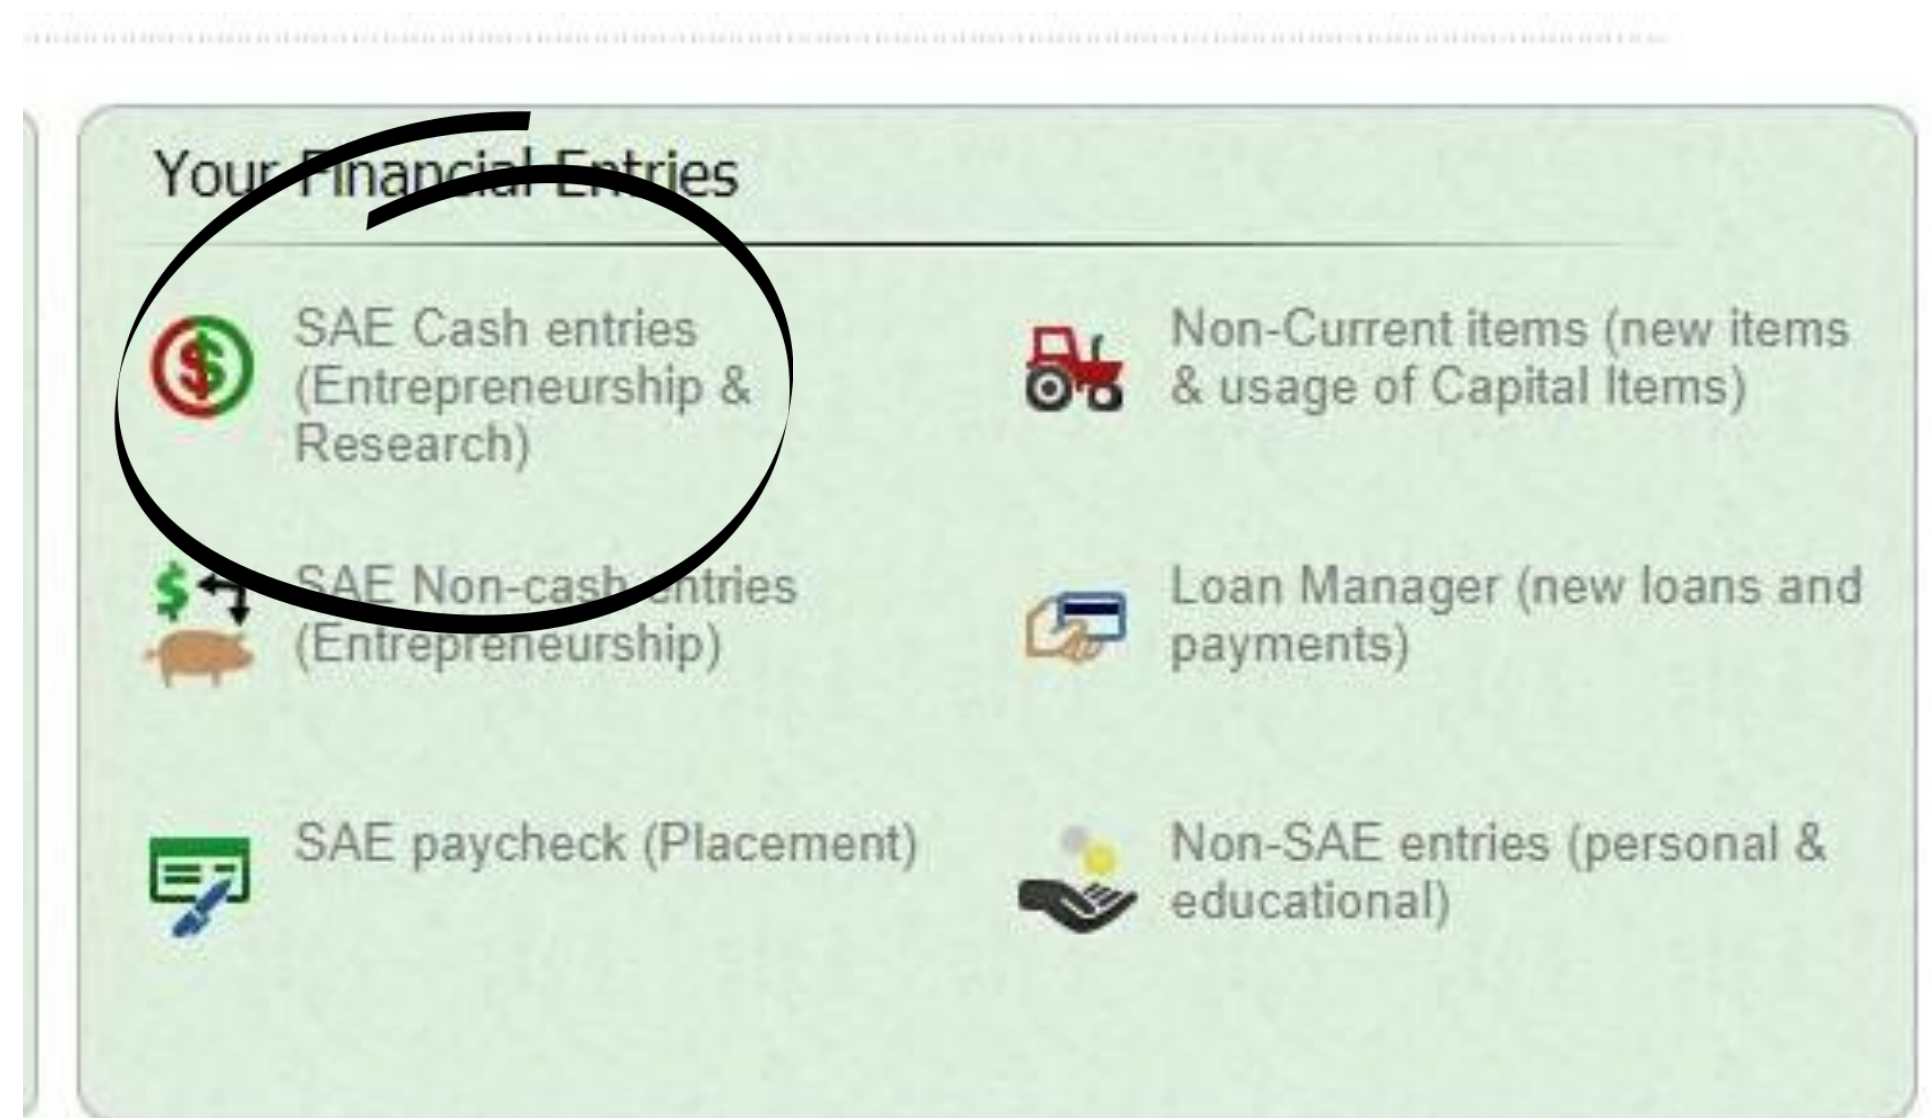 Your Financial Entries
SAE Cash entries
(Entrepreneurship &
Research)
Non-Current items (new items
& usage of Capital Items)
SAE Non-cash entries
(Entrepreneurship)
Loan Manager (new loans and
payments)
SAE paycheck (Placement)
Non-SAE entries (personal &
educational)